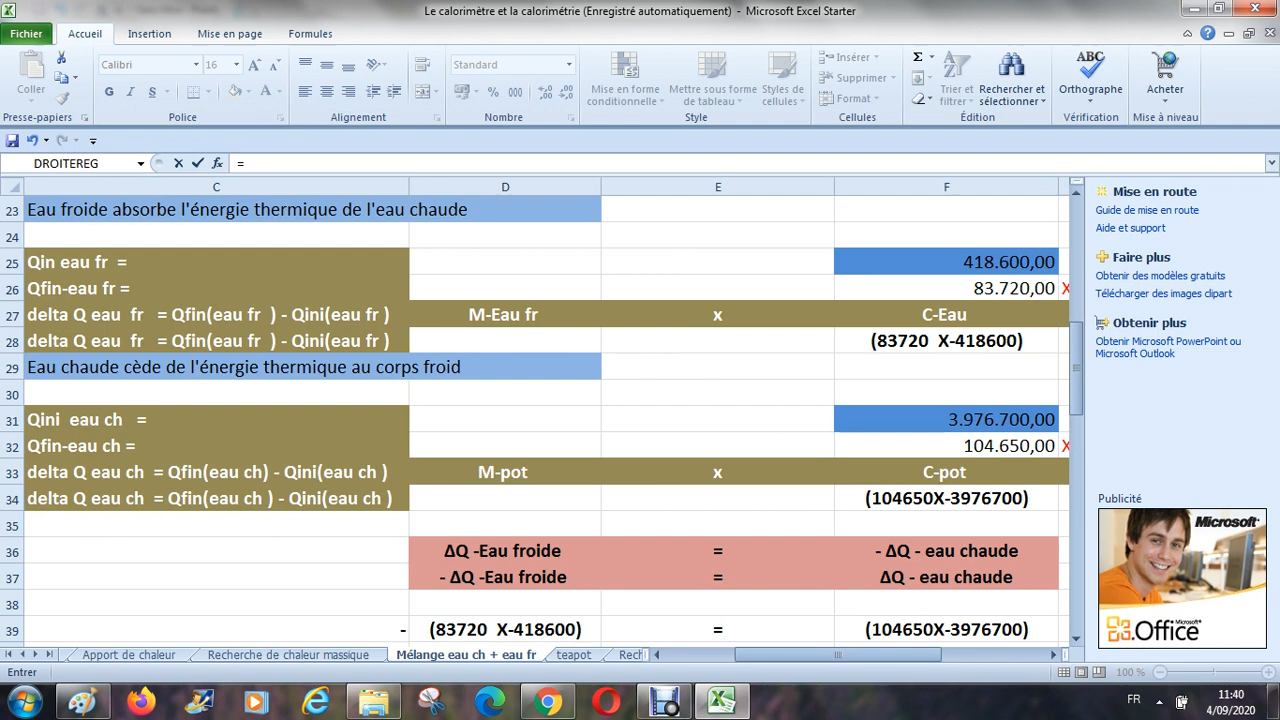 Le calorimètre et la calorimétrie (Enregistré automatiquement) - Microsoft Excel Starter
Fichier Accueil Insertion Mise en page Formules
Coller
Presse-papiers
Calibri 16
G I S
Police
Alignement
Standard
% 000
Nombre
Mise en forme conditionnelle
Mettre sous forme de tableau
Styles de cellules
Style
Insérer
Supprimer
Format
Cellules
Σ
Trier et filtrer
Rechercher et sélectionner
Édition
ABC
Orthographe
Vérification
Acheter
Mise à niveau
DROITEREG fx =
C D E F
23 Eau froide absorbe l'énergie thermique de l'eau chaude
24
25 Qin eau fr = 418.600,00
26 Qfin-eau fr = 83.720,00 X
27 delta Q eau fr = Qfin(eau fr ) - Qini(eau fr ) M-Eau fr x C-Eau
28 delta Q eau fr = Qfin(eau fr ) - Qini(eau fr ) (83720 X-418600)
29 Eau chaude cède de l'énergie thermique au corps froid
30
31 Qini eau ch = 3.976.700,00
32 Qfin-eau ch = 104.650,00 X
33 delta Q eau ch = Qfin(eau ch) - Qini(eau ch ) M-pot x C-pot
34 delta Q eau ch = Qfin(eau ch ) - Qini(eau ch ) (104650X-3976700)
35
36 ΔQ -Eau froide = - ΔQ - eau chaude
37 - ΔQ -Eau froide = ΔQ - eau chaude
38
39 - (83720 X-418600) = (104650X-3976700)
Mise en route
Guide de mise en route
Aide et support
Faire plus
Obtenir des modèles gratuits
Télécharger des images clipart
Obtenir plus
Obtenir Microsoft PowerPoint ou
Microsoft Outlook
Publicité
Microsoft
Microsoft
Office
Apport de chaleur Recherche de chaleur massique Mélange eau ch + eau fr teapot Rech
Entrer 100 %
FR 11:40
4/09/2020